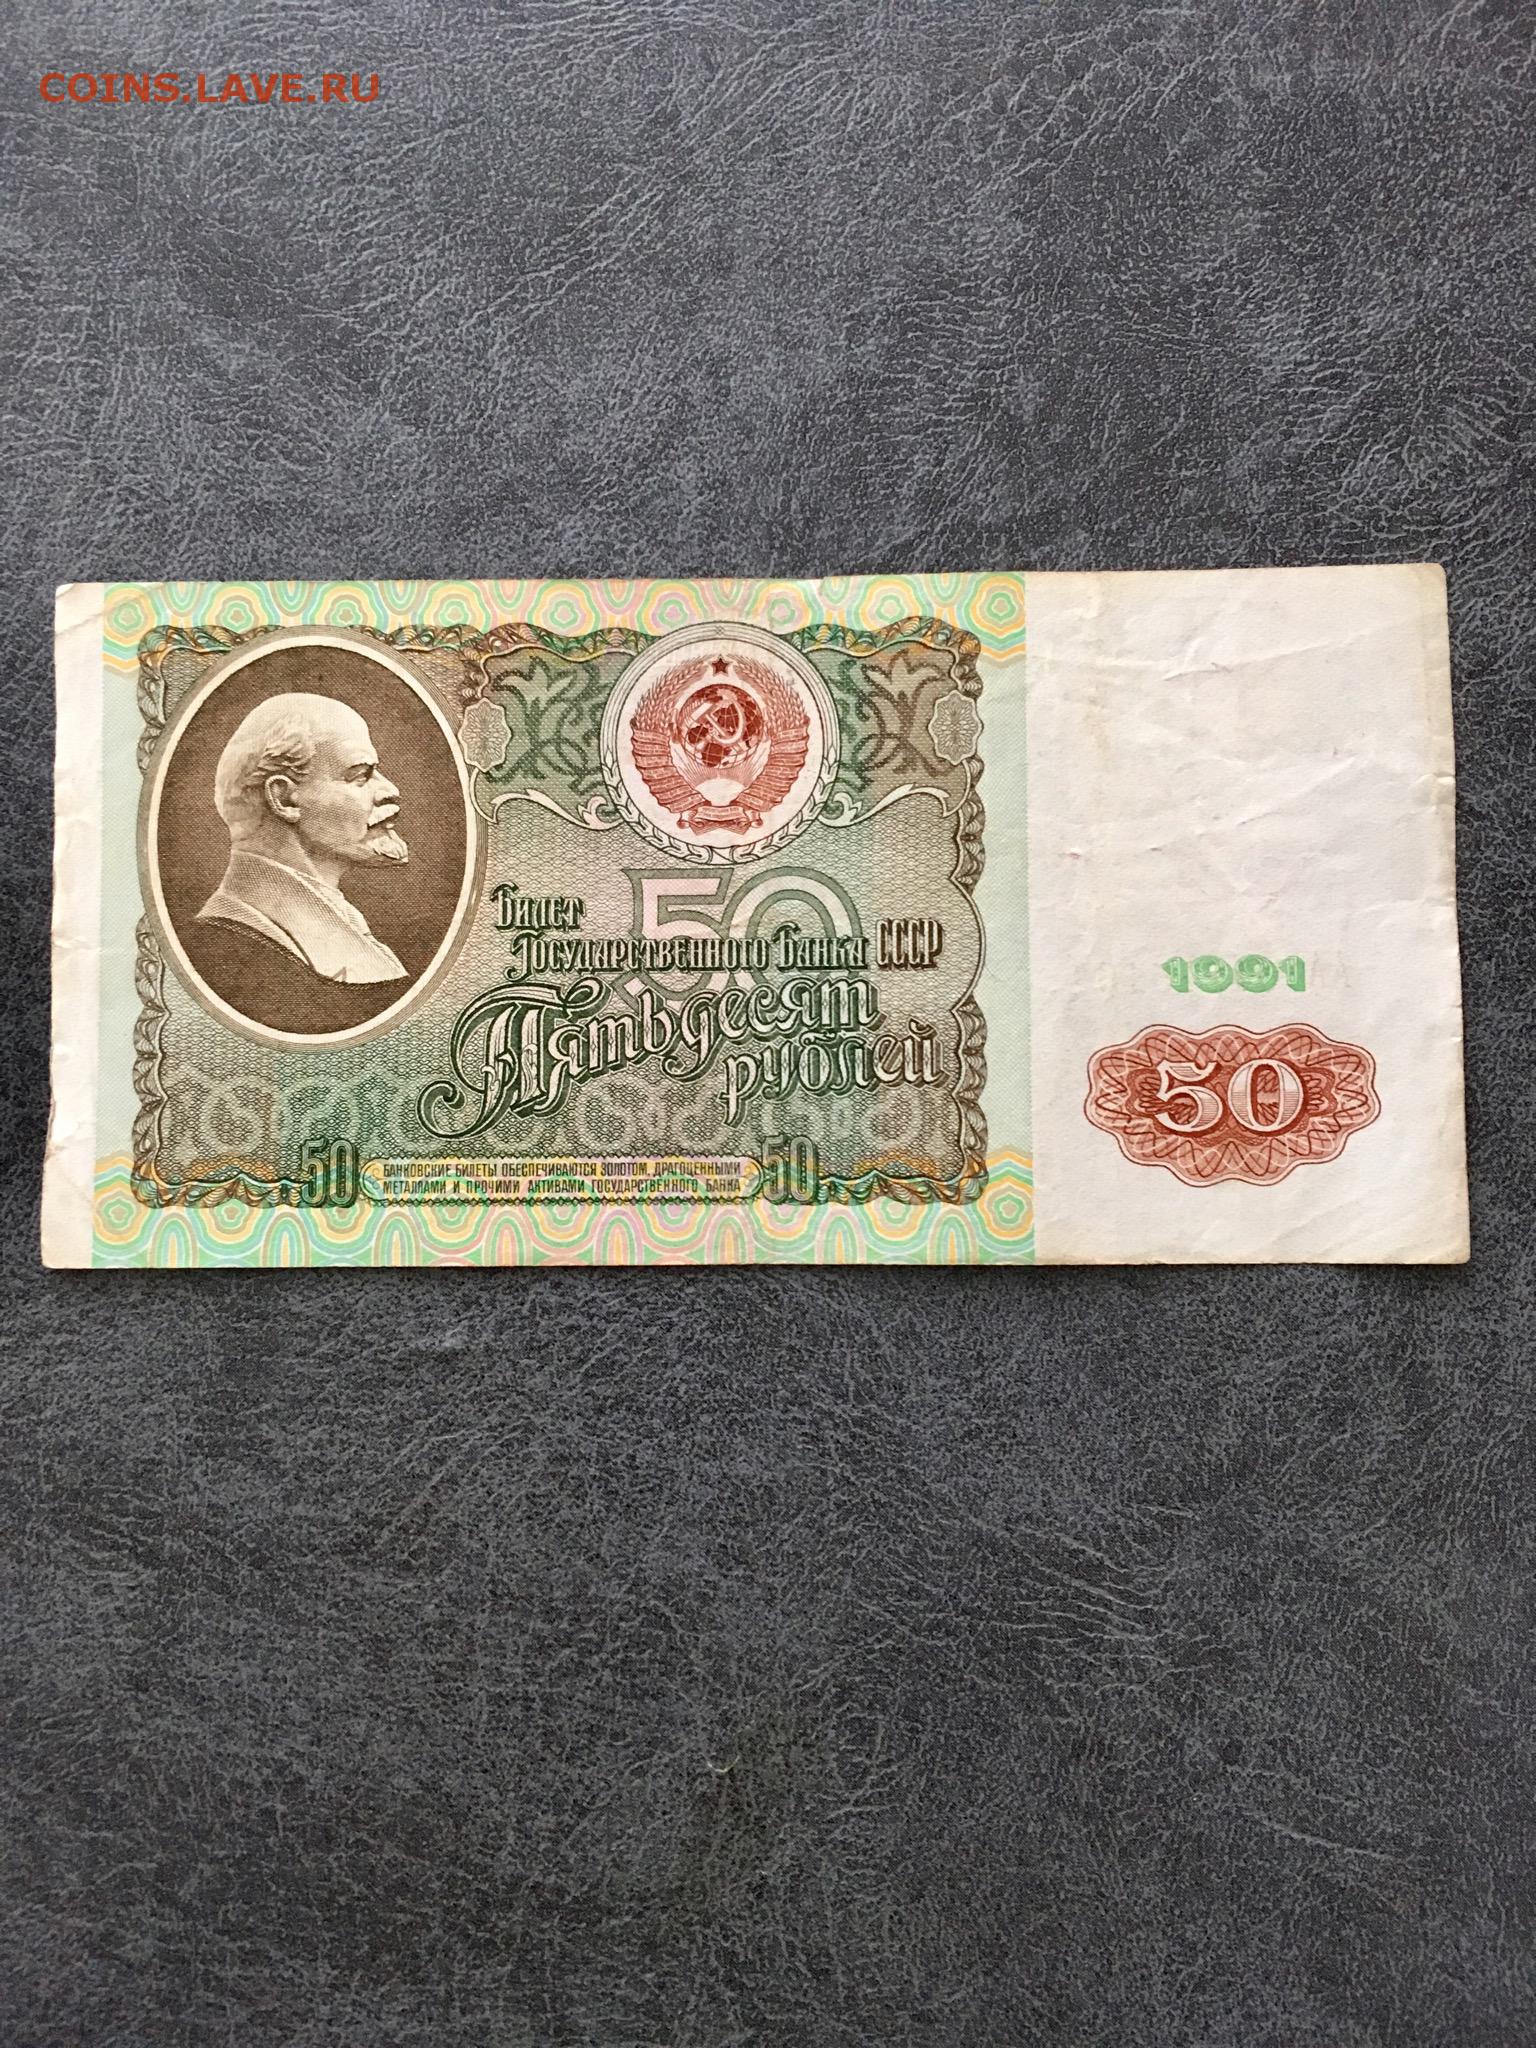 COINS.LAVE.RU
Билет
Государственного Банка СССР
50
Пятьдесят
рублей
1991
50
50
БАНКОВСКИЕ БИЛЕТЫ ОБЕСПЕЧИВАЮТСЯ ЗОЛОТОМ, ДРАГОЦЕННЫМИ
МЕТАЛЛАМИ И ПРОЧИМИ АКТИВАМИ ГОСУДАРСТВЕННОГО БАНКА
50